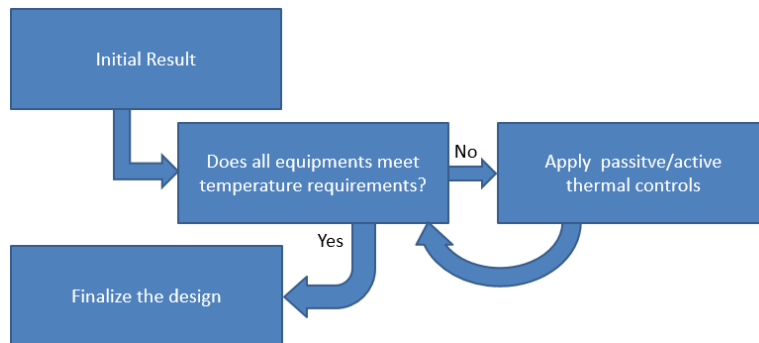 Initial Result
Does all equipments meet
temperature requirements?
No
Apply  passitve/active
thermal controls
Yes
Finalize the design